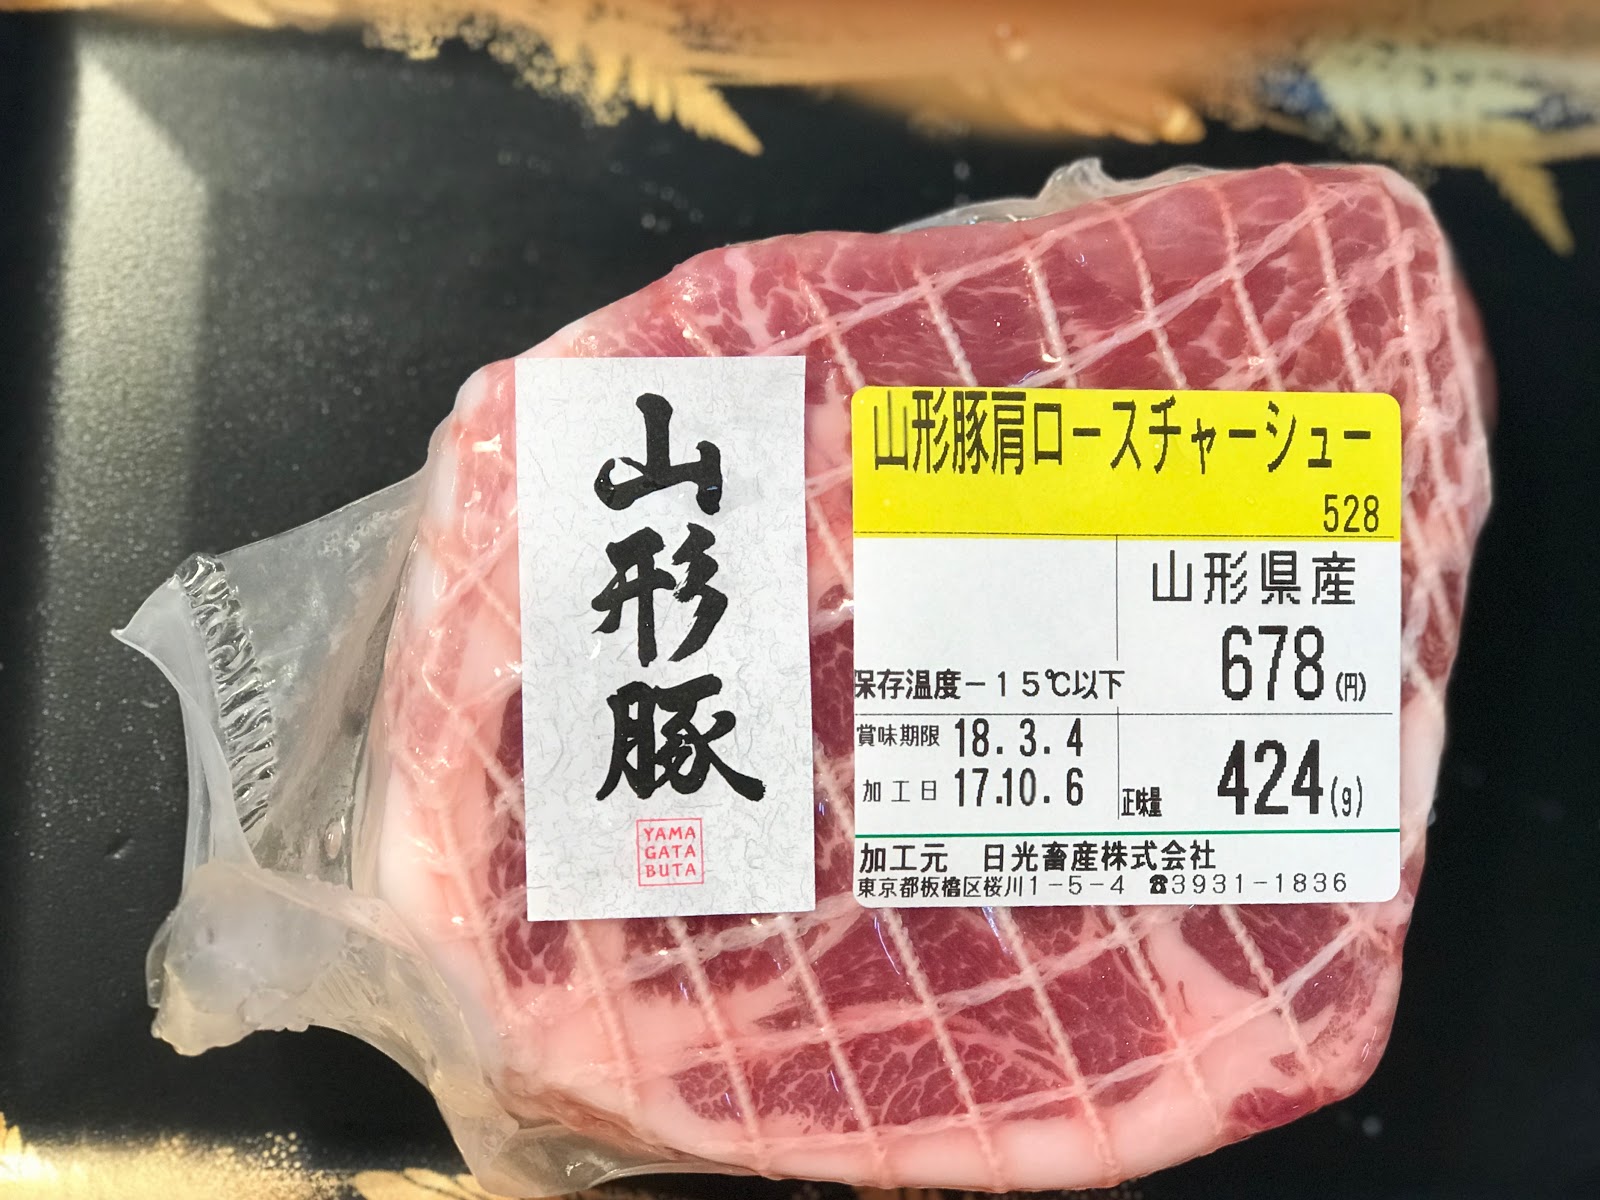 山形豚
YAMA
GATA
BUTA
山形豚肩ロースチャーシュー
528
山形県産
678(円)
保存温度－15℃以下
賞味期限 18.3.4
加工日 17.10.6
正味量 424(g)
加工元 日光畜産株式会社
東京都板橋区桜川1-5-4 ☎3931-1836